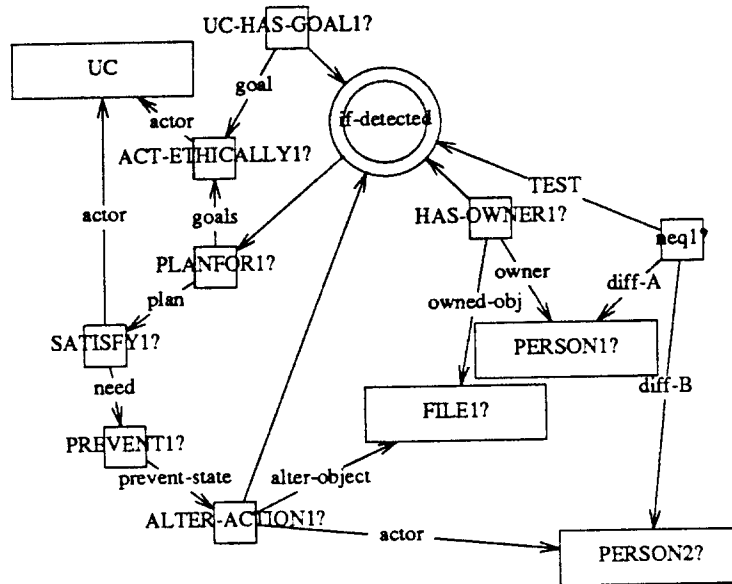 UC-HAS-GOAL1?
UC
goal
actor
if-detected
ACT-ETHICALLY1?
TEST
actor
goals
HAS-OWNER1?
neq1?
PLANFOR1?
owner
diff-A
plan
owned-obj
SATISFY1?
PERSON1?
need
diff-B
FILE1?
PREVENT1?
prevent-state
alter-object
ALTER-ACTION1?
actor
PERSON2?